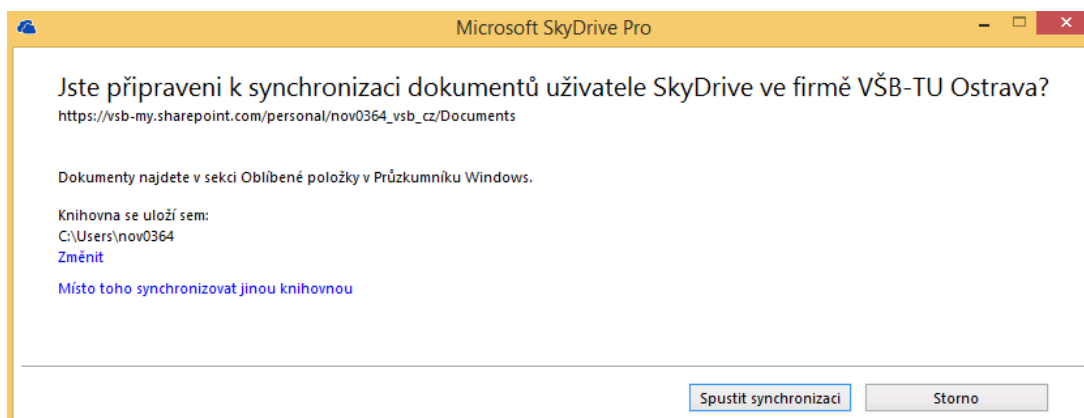 Microsoft SkyDrive Pro
Jste připraveni k synchronizaci dokumentů uživatele SkyDrive ve firmě VŠB-TU Ostrava?
https://vsb-my.sharepoint.com/personal/nov0364_vsb_cz/Documents
Dokumenty najdete v sekci Oblíbené položky v Průzkumníku Windows.
Knihovna se uloží sem:
C:\Users\nov0364
Změnit
Místo toho synchronizovat jinou knihovnou
Spustit synchronizaci
Storno